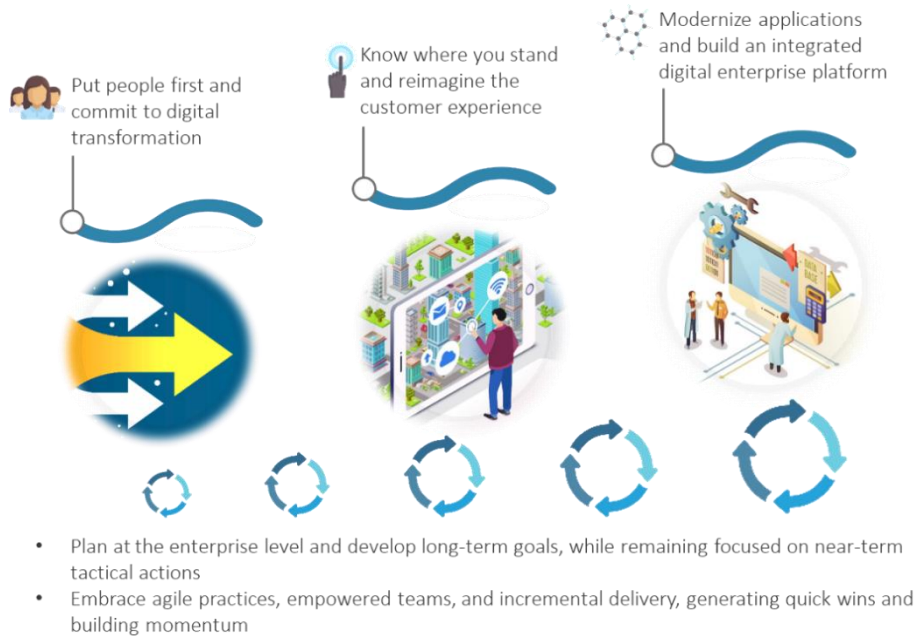 Put people first and
commit to digital
transformation
Know where you stand
and reimagine the
customer experience
Modernize applications
and build an integrated
digital enterprise platform
DATA
BASE
• Plan at the enterprise level and develop long-term goals, while remaining focused on near-term
tactical actions
• Embrace agile practices, empowered teams, and incremental delivery, generating quick wins and
building momentum